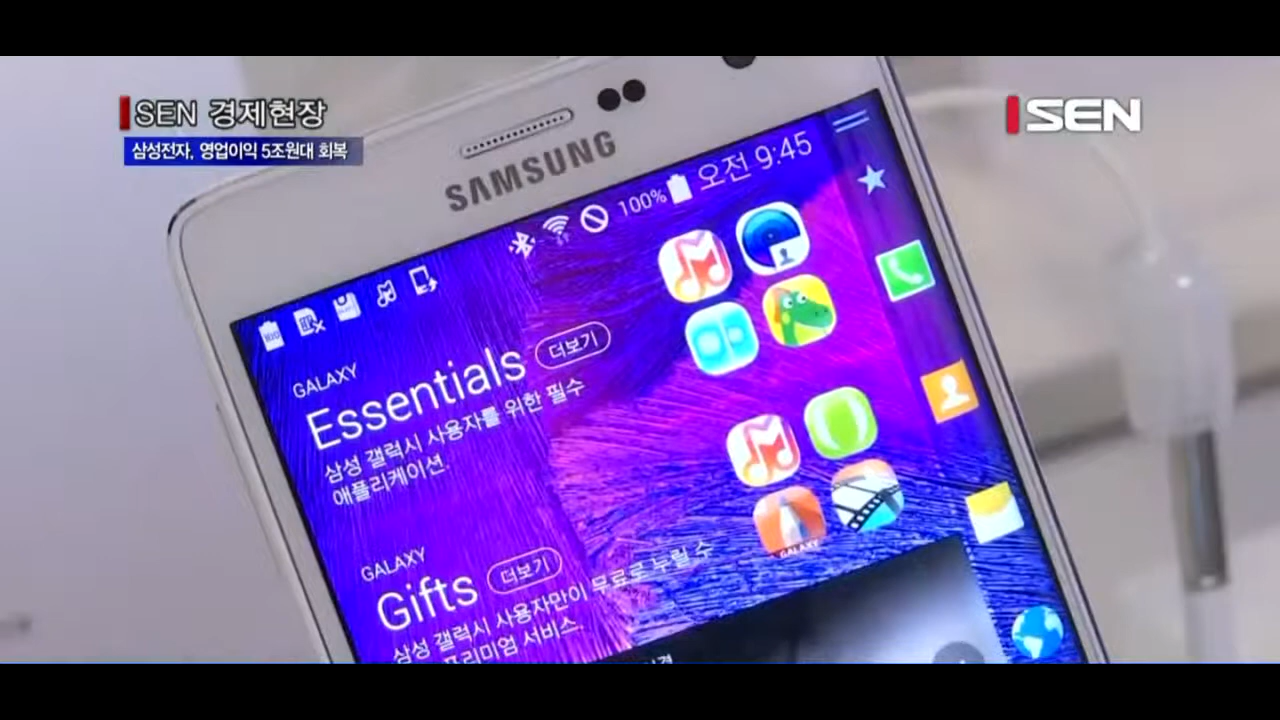 SEN 경제현장
삼성전자, 영업이익 5조원대 회복
SEN
SAMSUNG
100% 오전 9:45
GALAXY
Essentials 더보기
삼성 갤럭시 사용자를 위한 필수
애플리케이션.
GALAXY
GALAXY
Gifts 더보기
삼성 갤럭시 사용자만이 무료로 누릴 수
프리미엄 서비스.